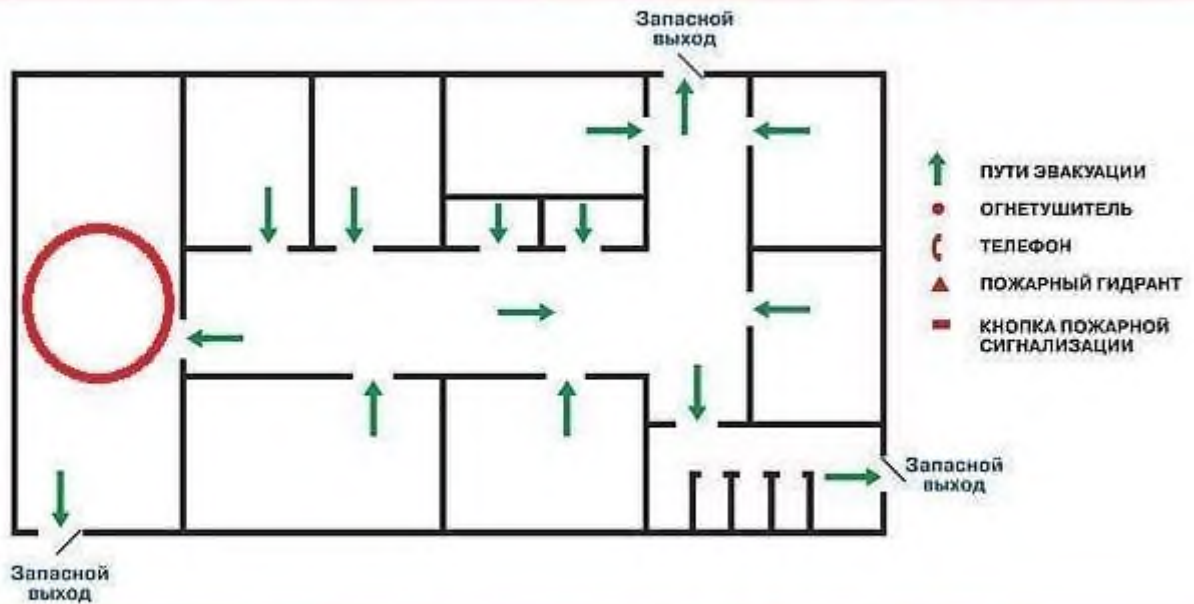 Запасной
выход
ПУТИ ЭВАКУАЦИИ
ОГНЕТУШИТЕЛЬ
ТЕЛЕФОН
ПОЖАРНЫЙ ГИДРАНТ
КНОПКА ПОЖАРНОЙ
СИГНАЛИЗАЦИИ
Запасной
выход
Запасной
выход